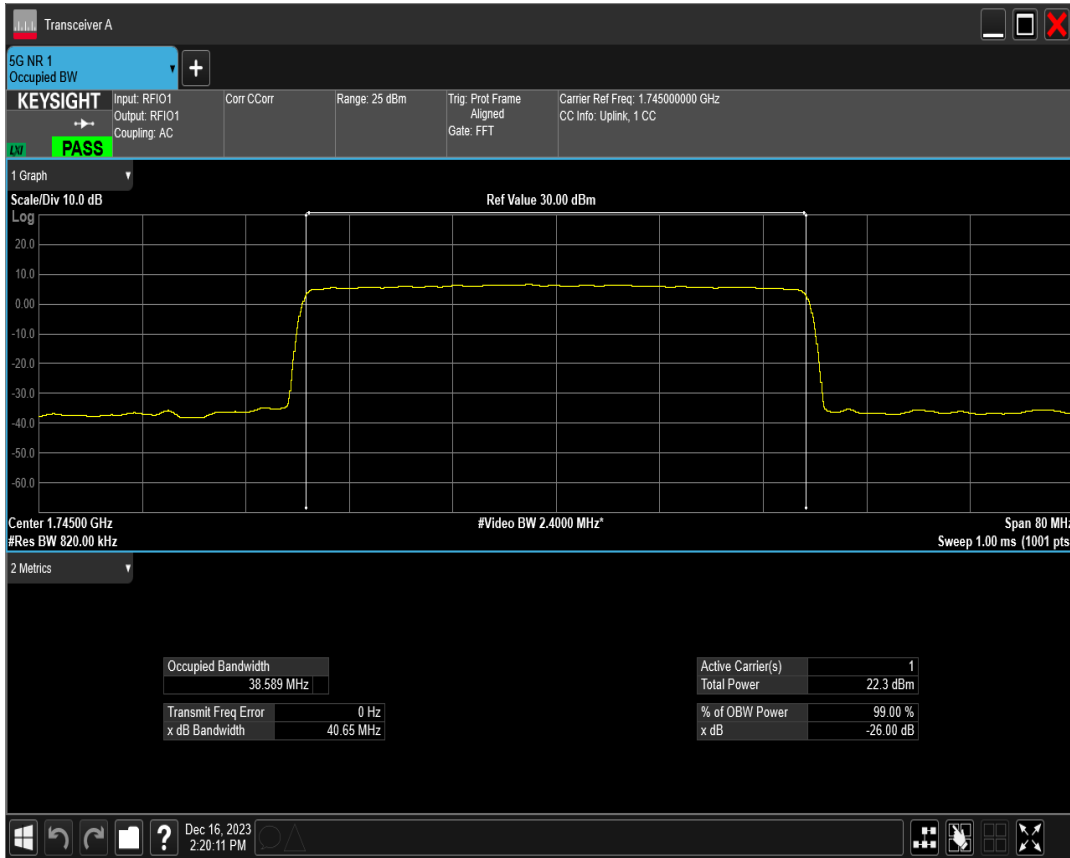 Transceiver A
5G NR 1
Occupied BW
KEYSIGHT
LXI
PASS
Input: RFIO1
Output: RFIO1
Coupling: AC
Corr CCorr
Range: 25 dBm
Trig: Prot Frame
Aligned
Gate: FFT
Carrier Ref Freq: 1.745000000 GHz
CC Info: Uplink, 1 CC
1 Graph
Scale/Div 10.0 dB
Ref Value 30.00 dBm
Log
20.0
10.0
0.00
-10.0
-20.0
-30.0
-40.0
-50.0
-60.0
Center 1.74500 GHz
#Video BW 2.4000 MHz*
Span 80 MHz
#Res BW 820.00 kHz
Sweep 1.00 ms (1001 pts
2 Metrics
Occupied Bandwidth
38.589 MHz
Transmit Freq Error 0 Hz
x dB Bandwidth 40.65 MHz
Active Carrier(s) 1
Total Power 22.3 dBm
% of OBW Power 99.00 %
x dB -26.00 dB
?
Dec 16, 2023
2:20:11 PM